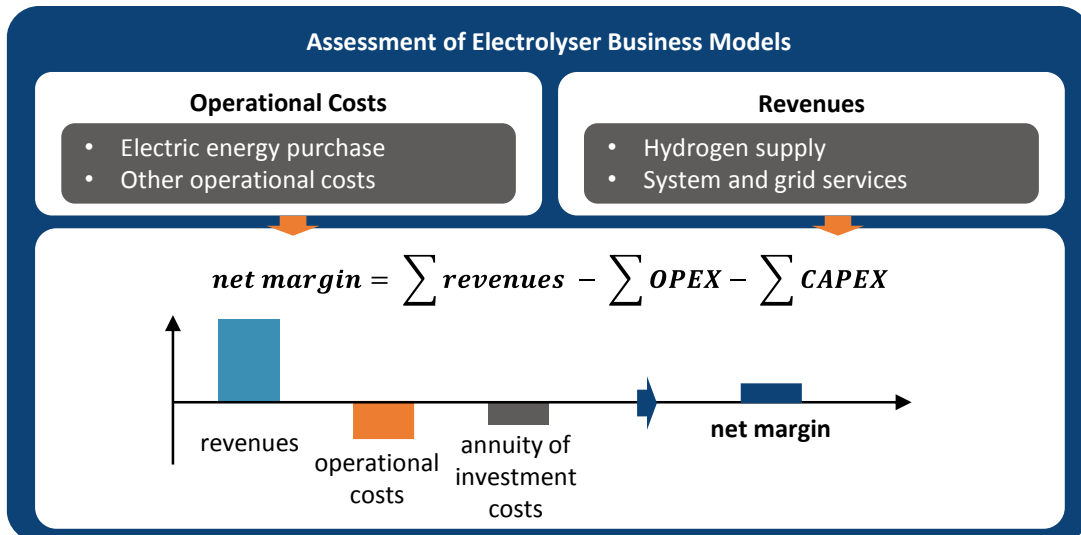 Assessment of Electrolyser Business Models
Operational Costs
• Electric energy purchase
• Other operational costs
Revenues
• Hydrogen supply
• System and grid services
net margin = ∑ revenues − ∑ OPEX − ∑ CAPEX
revenues
operational
costs
annuity of
investment
costs
net margin